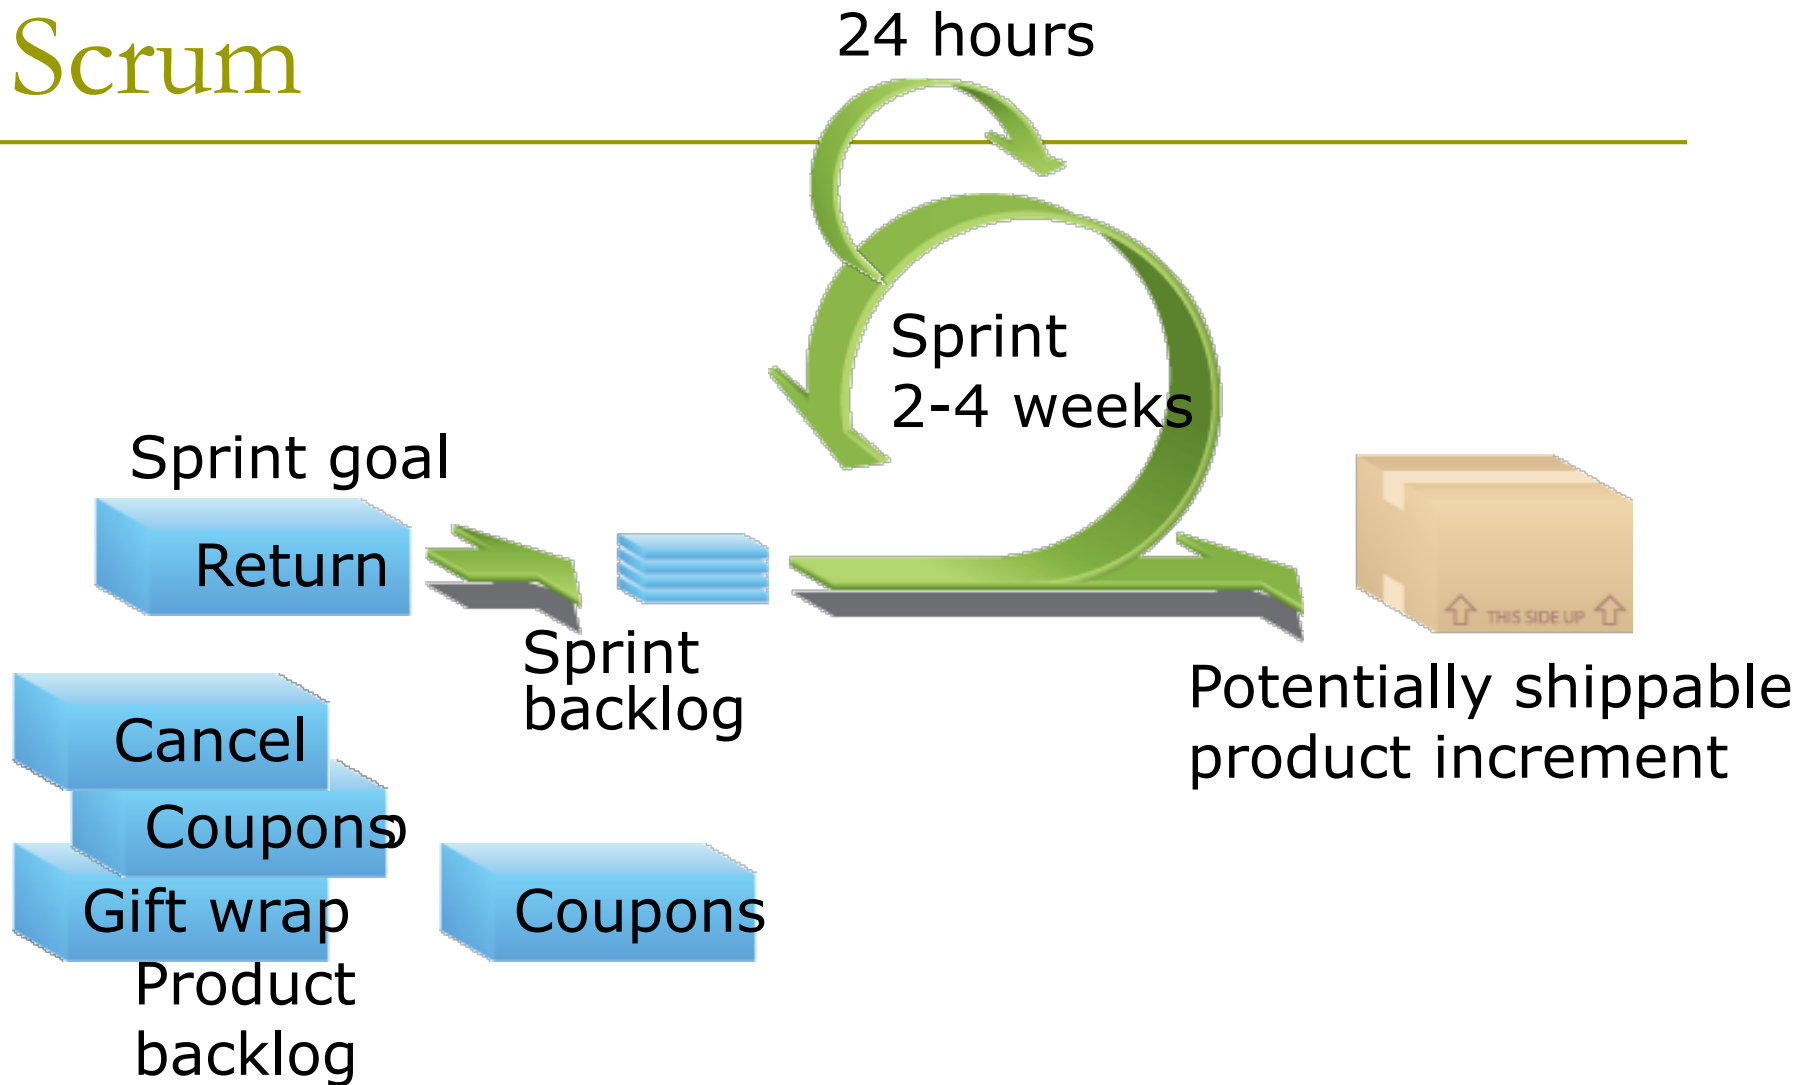 Scrum
24 hours
Sprint
2-4 weeks
Sprint goal
Return
Sprint
backlog
THIS SIDE UP
Potentially shippable
product increment
Cancel
Coupons
Gift wrap
Coupons
Product
backlog